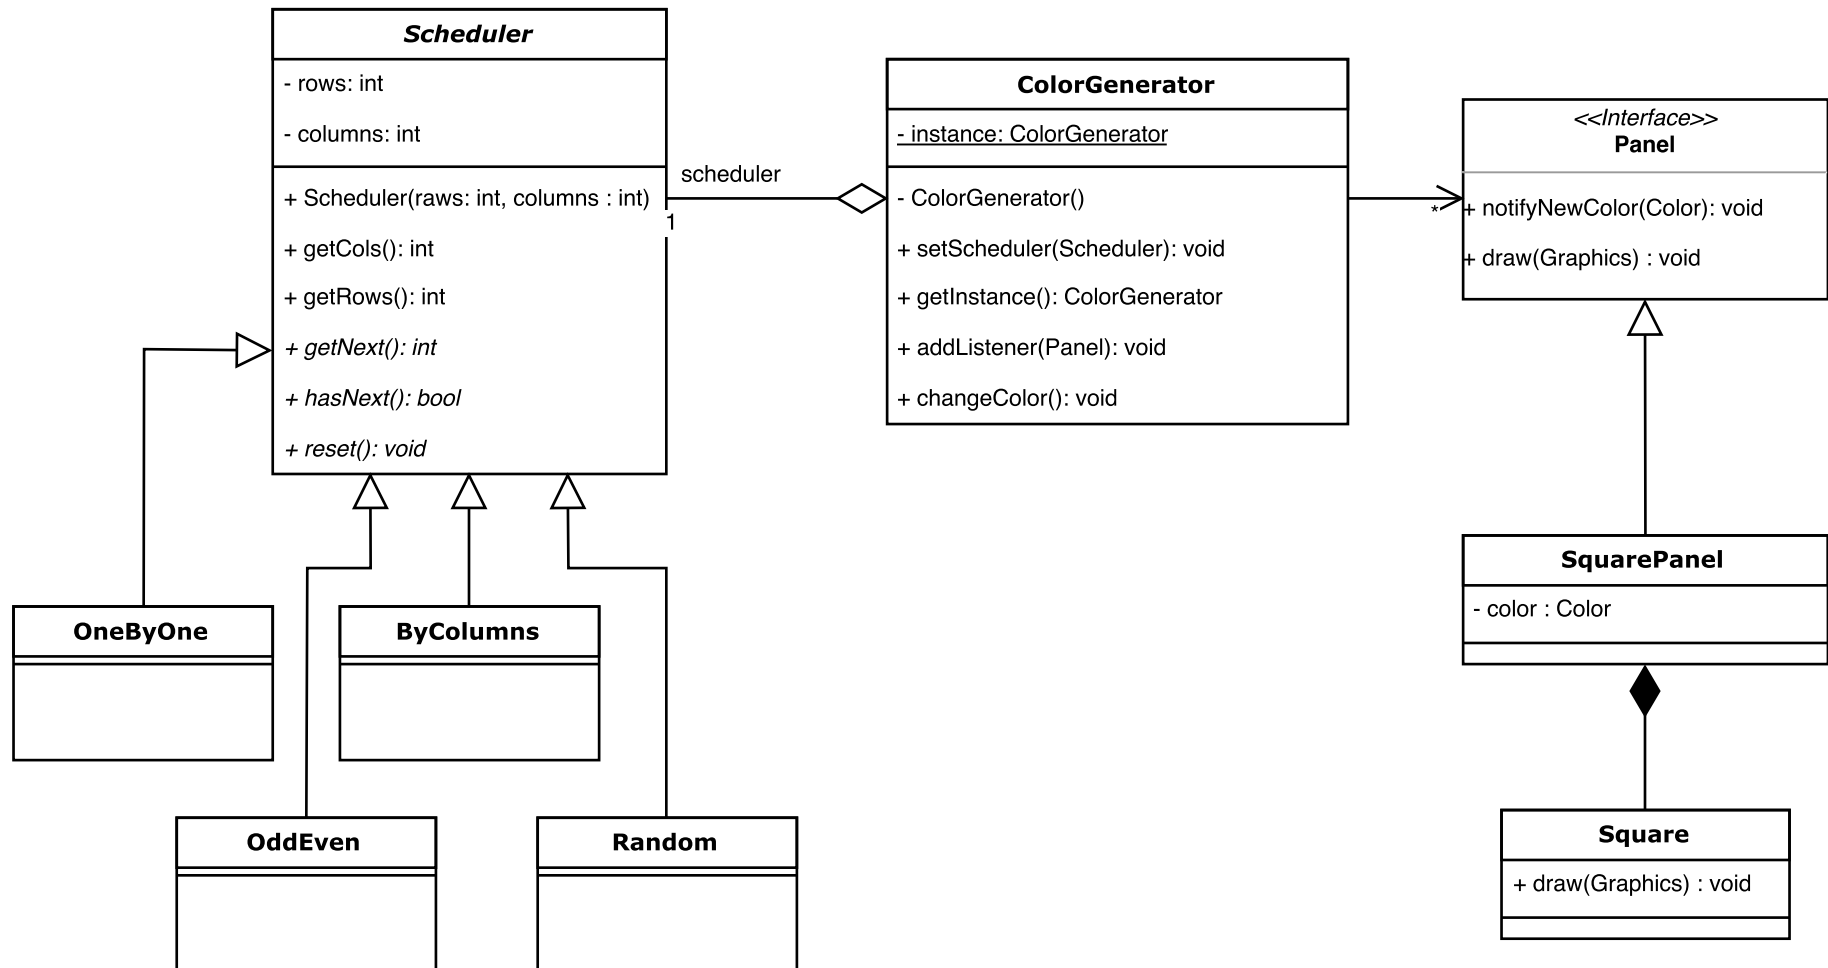 Scheduler
- rows: int
- columns: int
+ Scheduler(raws: int, columns : int)
+ getCols(): int
+ getRows(): int
+ getNext(): int
+ hasNext(): bool
+ reset(): void
scheduler
1
ColorGenerator
- instance: ColorGenerator
- ColorGenerator()
+ setScheduler(Scheduler): void
+ getInstance(): ColorGenerator
+ addListener(Panel): void
+ changeColor(): void
*
<<Interface>>
Panel
+ notifyNewColor(Color): void
+ draw(Graphics) : void
SquarePanel
- color : Color
Square
+ draw(Graphics) : void
OneByOne
ByColumns
OddEven
Random